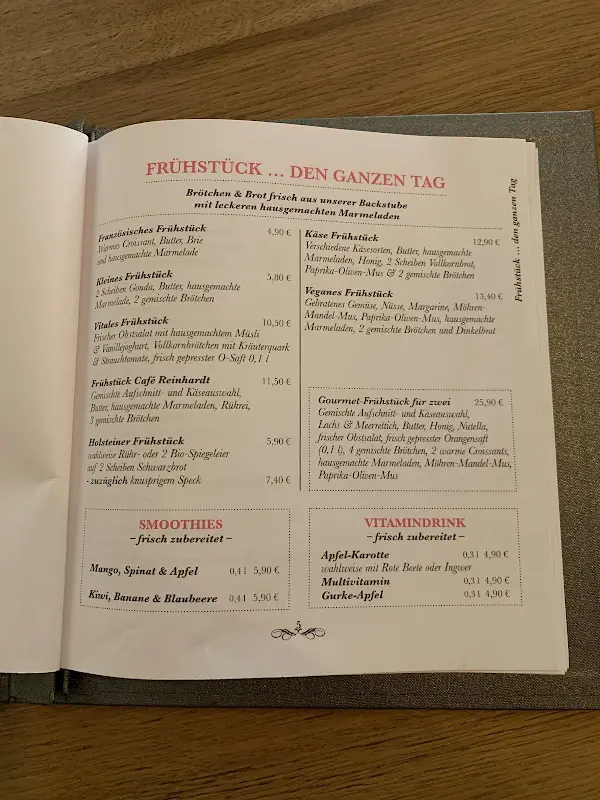 FRÜHSTÜCK ... DEN GANZEN TAG
Brötchen & Brot frisch aus unserer Backstube
mit leckeren hausgemachten Marmeladen
Französisches Frühstück 4,90 €
Warmes Croissant, Butter, Brie
und hausgemachte Marmelade
Kleines Frühstück 5,80 €
2 Scheiben Gouda, Butter, hausgemachte
Marmelade, 2 gemischte Brötchen
Vitales Frühstück 10,50 €
Frischer Obstsalat mit hausgemachtem Müsli
& Vanillejoghurt, Vollkornbrötchen mit Kräuterquark
& Strauchtomate, frisch gepresster O-Saft 0,1 l
Frühstück Café Reinhardt 11,50 €
Gemischte Aufschnitt- und Käseauswahl,
Butter, hausgemachte Marmeladen, Rührei,
3 gemischte Brötchen
Holsteiner Frühstück 5,90 €
wahlweise Rühr- oder 2 Bio-Spiegeleier
auf 2 Scheiben Schwarzbrot
- zuzüglich knusprigem Speck 7,40 €
Käse Frühstück 12,90 €
Verschiedene Käsesorten, Butter, hausgemachte
Marmeladen, Honig, 2 Scheiben Vollkornbrot,
Paprika-Oliven-Mus & 2 gemischte Brötchen
Veganes Frühstück 13,40 €
Gebratenes Gemüse, Nüsse, Margarine, Möhren-
Mandel-Mus, Paprika-Oliven-Mus, hausgemachte
Marmeladen, 2 gemischte Brötchen und Dinkelbrot
Gourmet-Frühstück für zwei 25,90 €
Gemischte Aufschnitt- und Käseauswahl,
Lachs & Meerrettich, Butter, Honig, Nutella,
frischer Obstsalat, frisch gepresster Orangensaft
(0,1 l), 4 gemischte Brötchen, 2 warme Croissants,
hausgemachte Marmeladen, Möhren-Mandel-Mus,
Paprika-Oliven-Mus
SMOOTHIES
– frisch zubereitet –
Mango, Spinat & Apfel 0,4 l 5,90 €
Kiwi, Banane & Blaubeere 0,4 l 5,90 €
VITAMINDRINK
– frisch zubereitet –
Apfel-Karotte 0,3 l 4,90 €
wahlweise mit Rote Beete oder Ingwer
Multivitamin 0,3 l 4,90 €
Gurke-Apfel 0,3 l 4,90 €
5
Frühstück ... den ganzen Tag